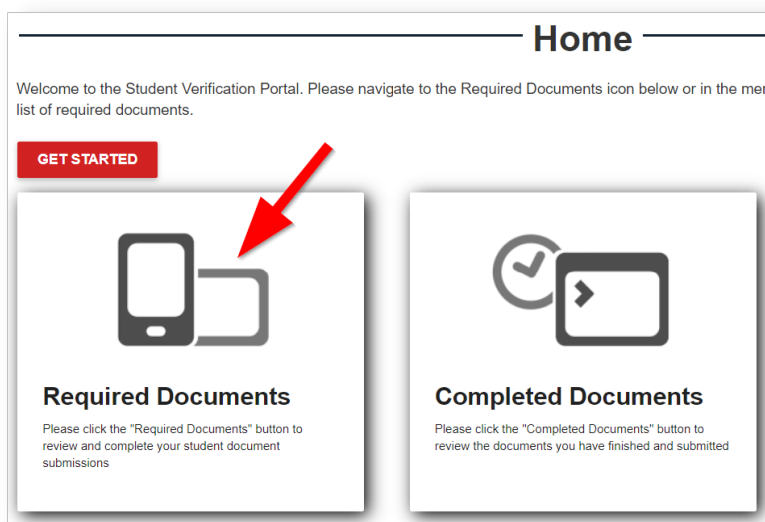 Home
Welcome to the Student Verification Portal. Please navigate to the Required Documents icon below or in the
list of required documents.
GET STARTED
Required Documents
Please click the "Required Documents" button to
review and complete your student document
submissions
Completed Documents
Please click the "Completed Documents" button to
review the documents you have finished and submitted